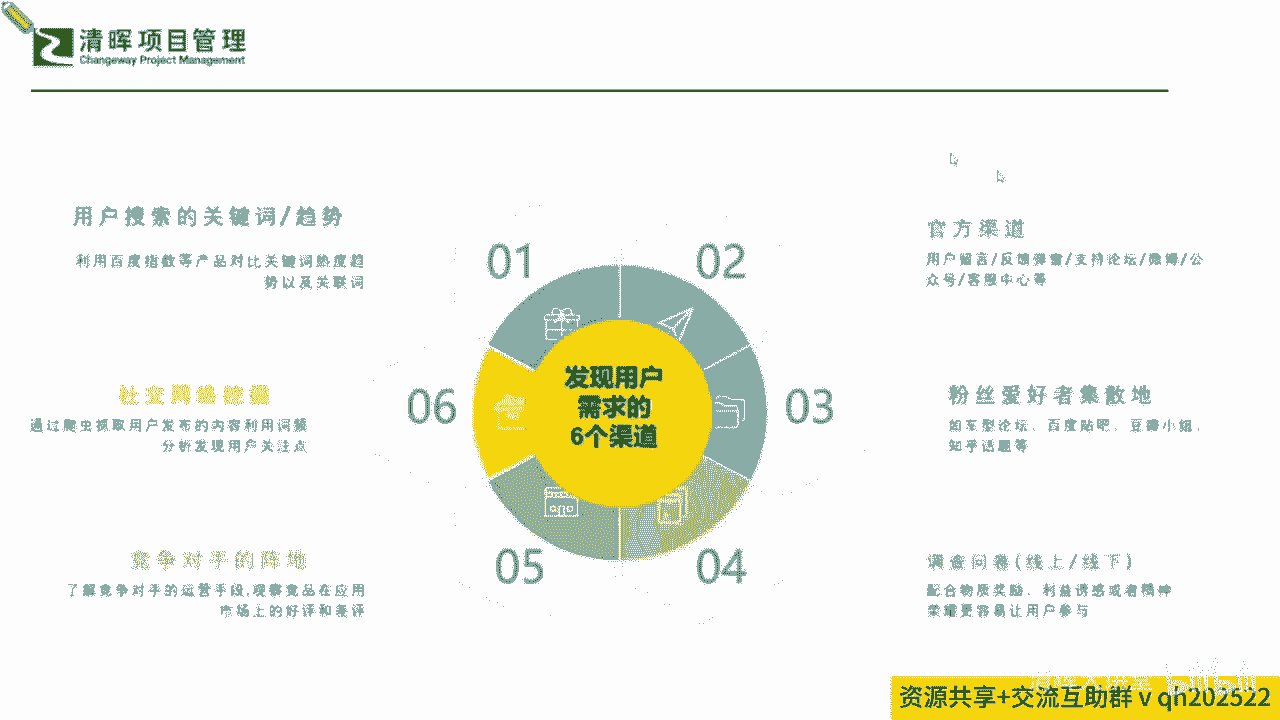 清晖项目管理
Changeway Project Management
用户搜索的关键词/趋势
利用百度指数等产品对比关键词热度趋
势以及关联词
01
02
官方渠道
用户留言/反馈弹窗/支持论坛/微博/公
众号/客服中心等
发现用户
需求的
6个渠道
06
通过爬虫抓取用户发布的内容利用词频
分析发现用户关注点
03
粉丝爱好者集散地
如车型论坛、百度贴吧、豆瓣小组、
知乎话题等
竞争对手的阵地
了解竞争对手的运营手段,观察竞品在应用
市场上的好评和差评
05
04
调查问卷(线上/线下)
配合物质奖励、利益诱惑或者精神
荣耀更容易让用户参与
资源共享+交流互助群 v qh202522